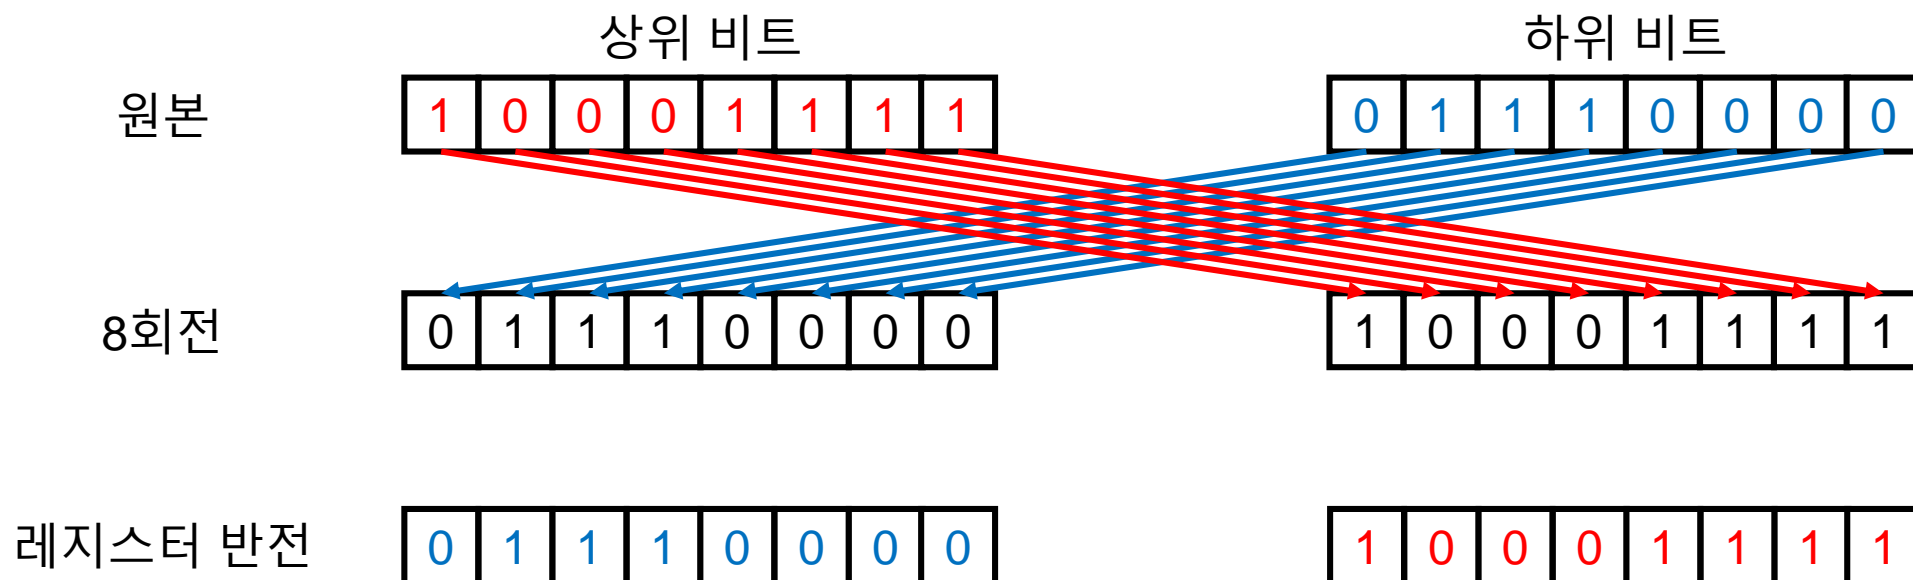 상위 비트 하위 비트
원본 1 0 0 0 1 1 1 1 0 1 1 1 0 0 0 0
8회전 0 1 1 1 0 0 0 0 1 0 0 0 1 1 1 1
레지스터 반전 0 1 1 1 0 0 0 0 1 0 0 0 1 1 1 1